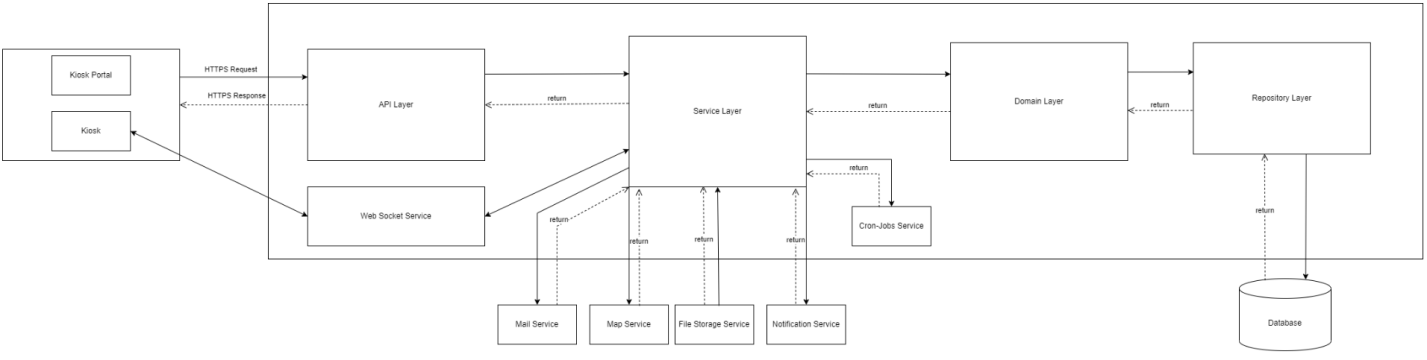 Kiosk Portal
Kiosk
HTTPS Request
HTTPS Response
API Layer
Web Socket Service
return
Service Layer
return
Domain Layer
return
Repository Layer
return
Cron-Jobs Service
return
return
return
return
return
Mail Service
Map Service
File Storage Service
Notification Service
Database